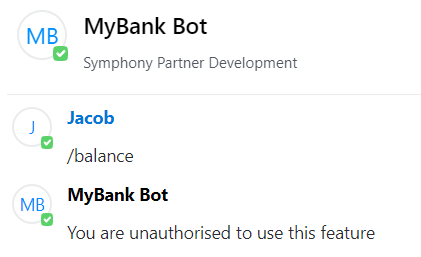 MB
MyBank Bot
Symphony Partner Development
J
Jacob
/balance
MB
MyBank Bot
You are unauthorised to use this feature